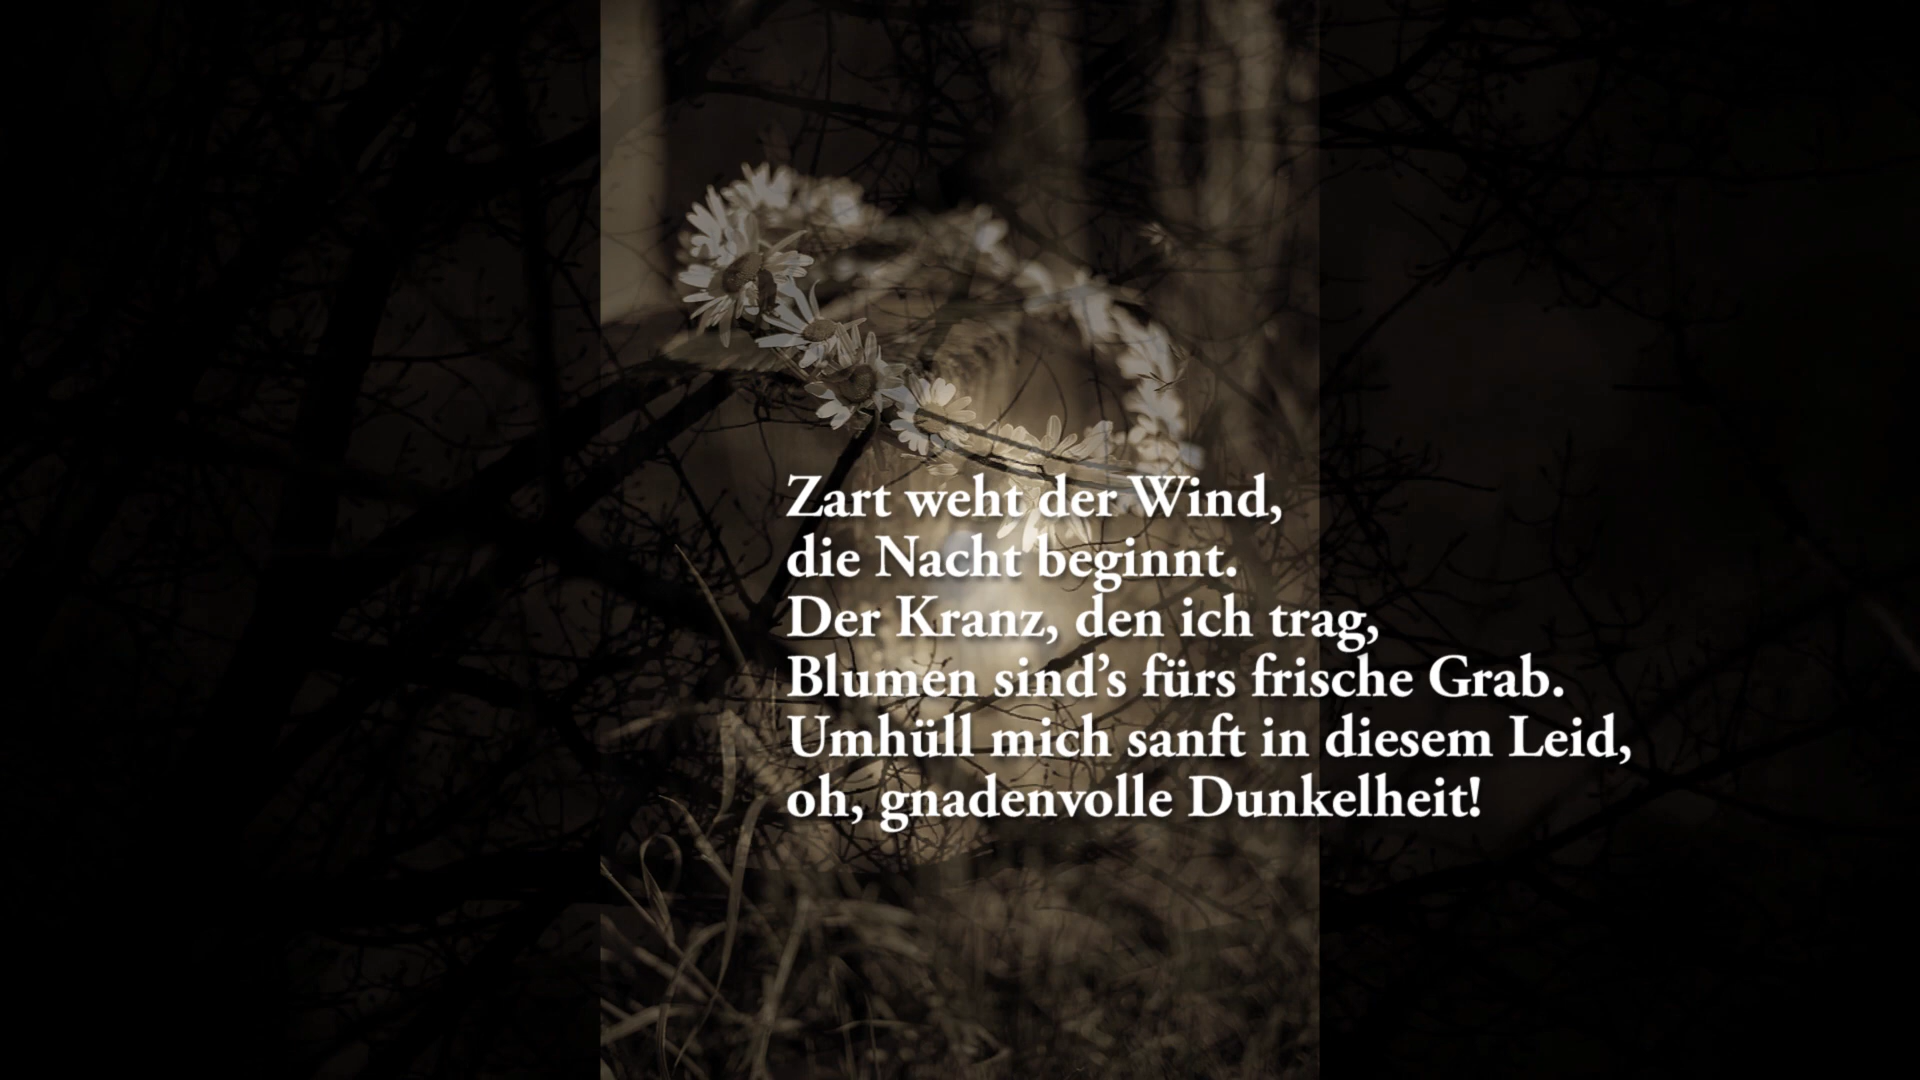 Zart weht der Wind,
die Nacht beginnt.
Der Kranz, den ich trag,
Blumen sind’s fürs frische Grab.
Umhüll mich sanft in diesem Leid,
oh, gnadenvolle Dunkelheit!